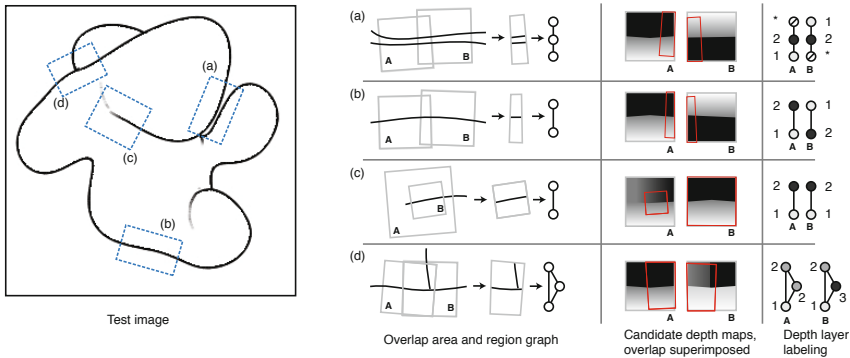 (a)
(d)
(c)
(b)
Test image
(a)
A
B
A
B
*
1
2
2
1
*
A
B
(b)
A
B
A
B
2
1
1
2
A
B
(c)
A
B
A
B
2
2
1
1
A
B
(d)
A
B
A
B
2
2
2
3
1
1
A
B
Overlap area and region graph
Candidate depth maps,
overlap superimposed
Depth layer
labeling